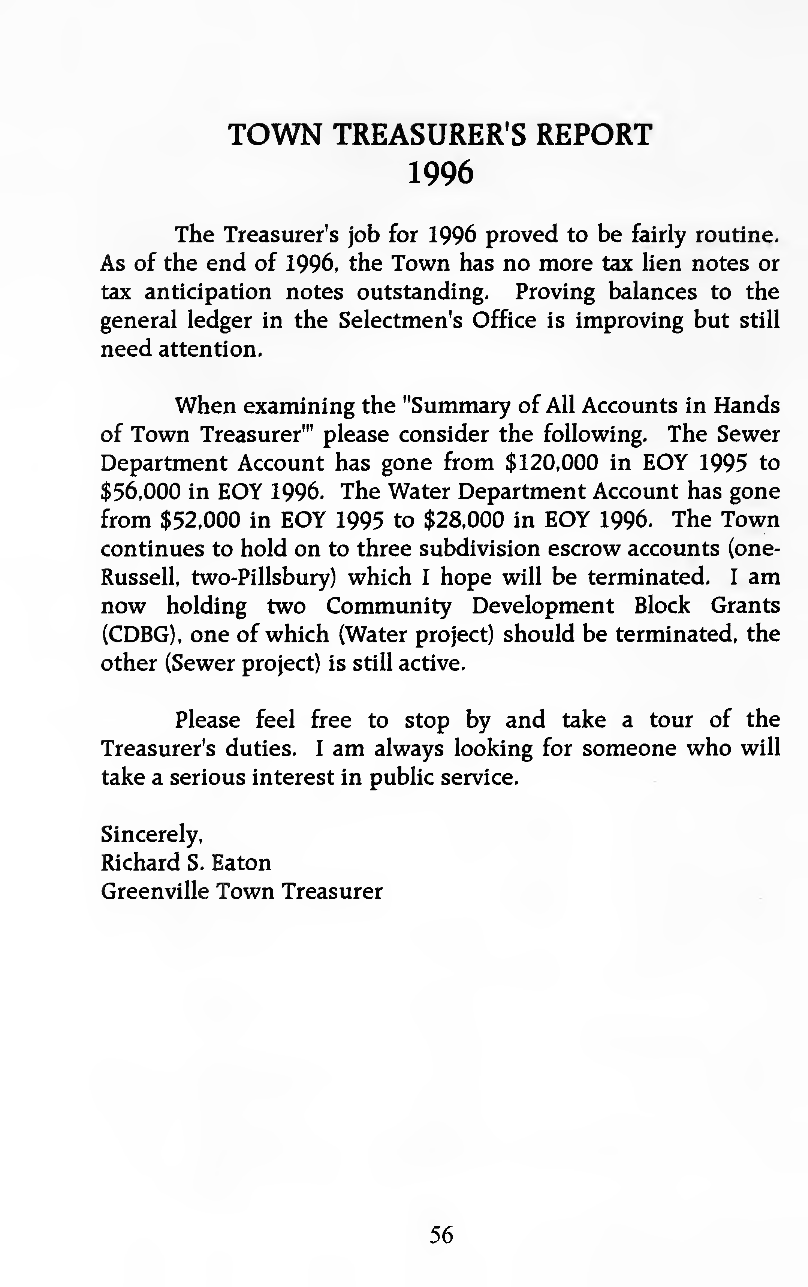 TOWN TREASURER'S REPORT
1996
The Treasurer's job for 1996 proved to be fairly routine.
As of the end of 1996, the Town has no more tax lien notes or
tax anticipation notes outstanding. Proving balances to the
general ledger in the Selectmen's Office is improving but still
need attention.
When examining the "Summary of All Accounts in Hands
of Town Treasurer'" please consider the following. The Sewer
Department Account has gone from $120,000 in EOY 1995 to
$56,000 in EOY 1996. The Water Department Account has gone
from $52,000 in EOY 1995 to $28,000 in EOY 1996. The Town
continues to hold on to three subdivision escrow accounts (one-
Russell, two-Pillsbury) which I hope will be terminated. I am
now holding two Community Development Block Grants
(CDBG), one of which (Water project) should be terminated, the
other (Sewer project) is still active.
Please feel free to stop by and take a tour of the
Treasurer's duties. I am always looking for someone who will
take a serious interest in public service.
Sincerely,
Richard S. Eaton
Greenville Town Treasurer
56